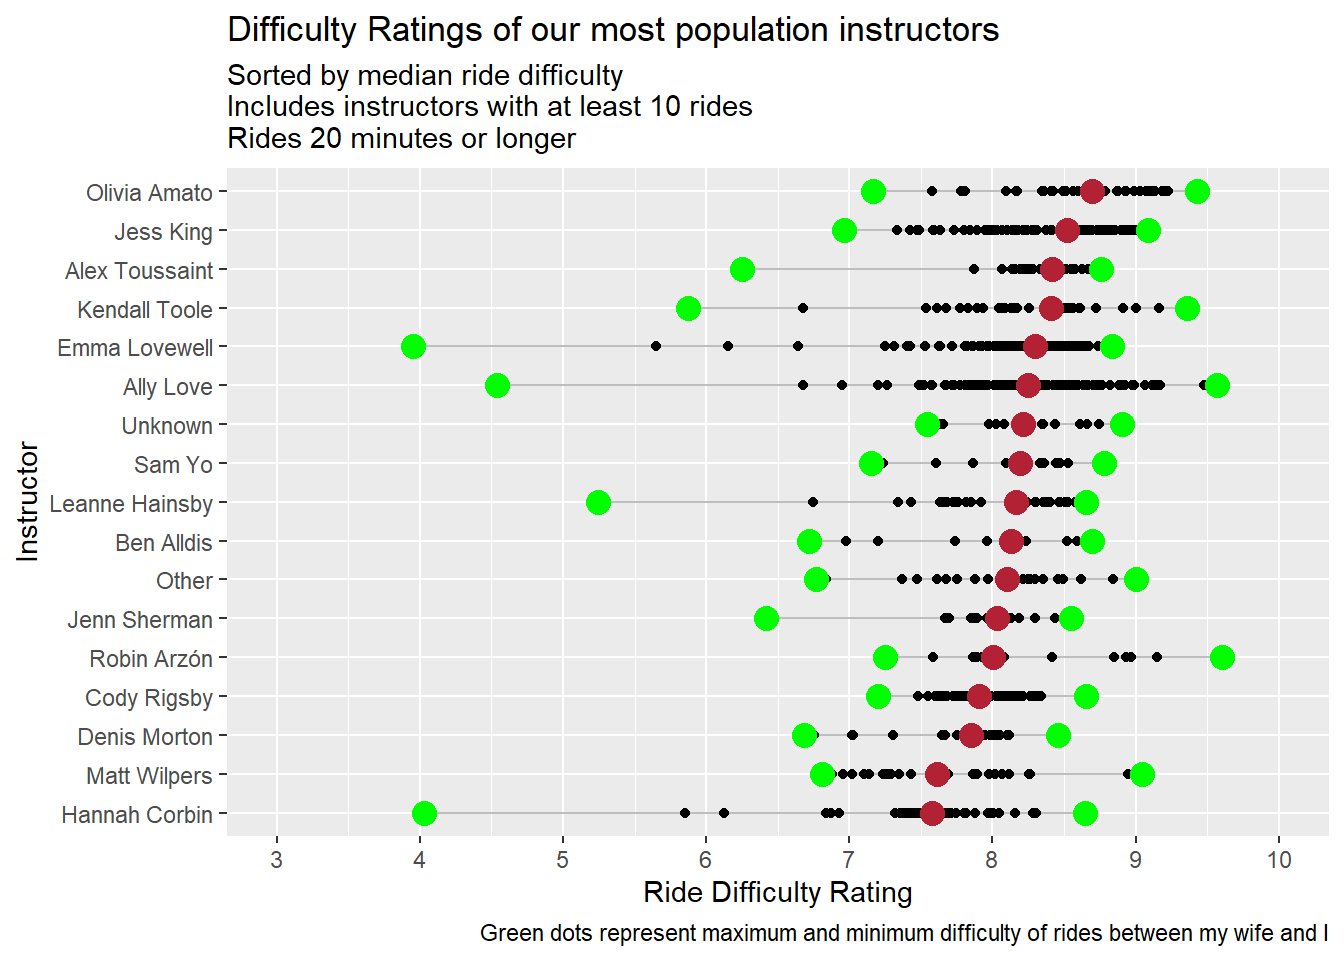 Difficulty Ratings of our most population instructors
Sorted by median ride difficulty
Includes instructors with at least 10 rides
Rides 20 minutes or longer
Instructor
Olivia Amato
Jess King
Alex Toussaint
Kendall Toole
Emma Lovewell
Ally Love
Unknown
Sam Yo
Leanne Hainsby
Ben Alldis
Other
Jenn Sherman
Robin Arzón
Cody Rigsby
Denis Morton
Matt Wilpers
Hannah Corbin
3 4 5 6 7 8 9 10
Ride Difficulty Rating
Green dots represent maximum and minimum difficulty of rides between my wife and I